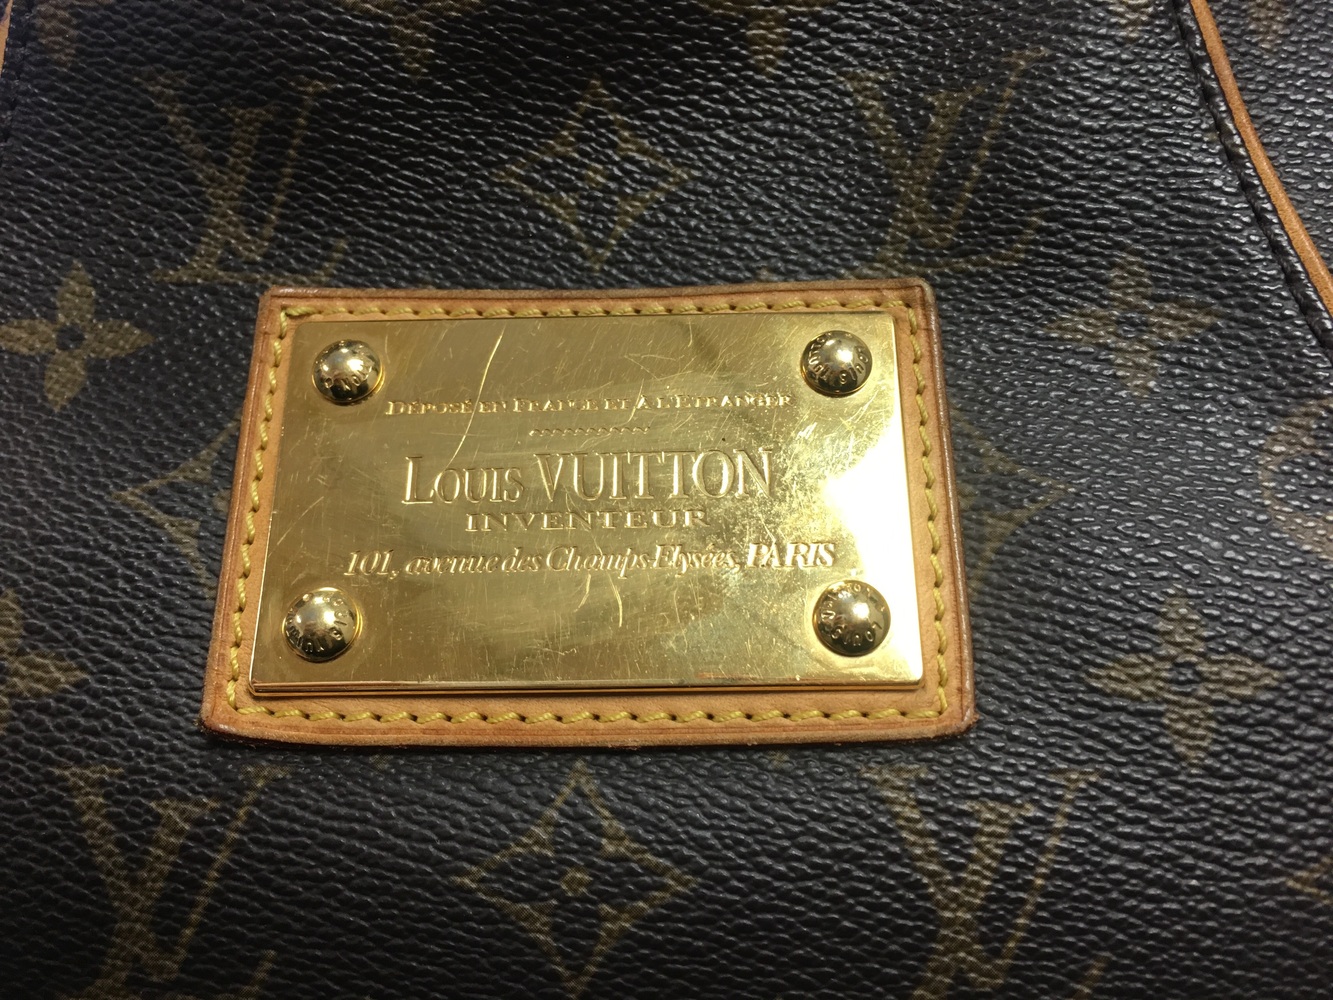 DÉPOSÉ EN FRANCE ET A L'ETRANGER
LOUIS VUITTON
INVENTEUR
101, avenue des Champs-Elysées, PARIS